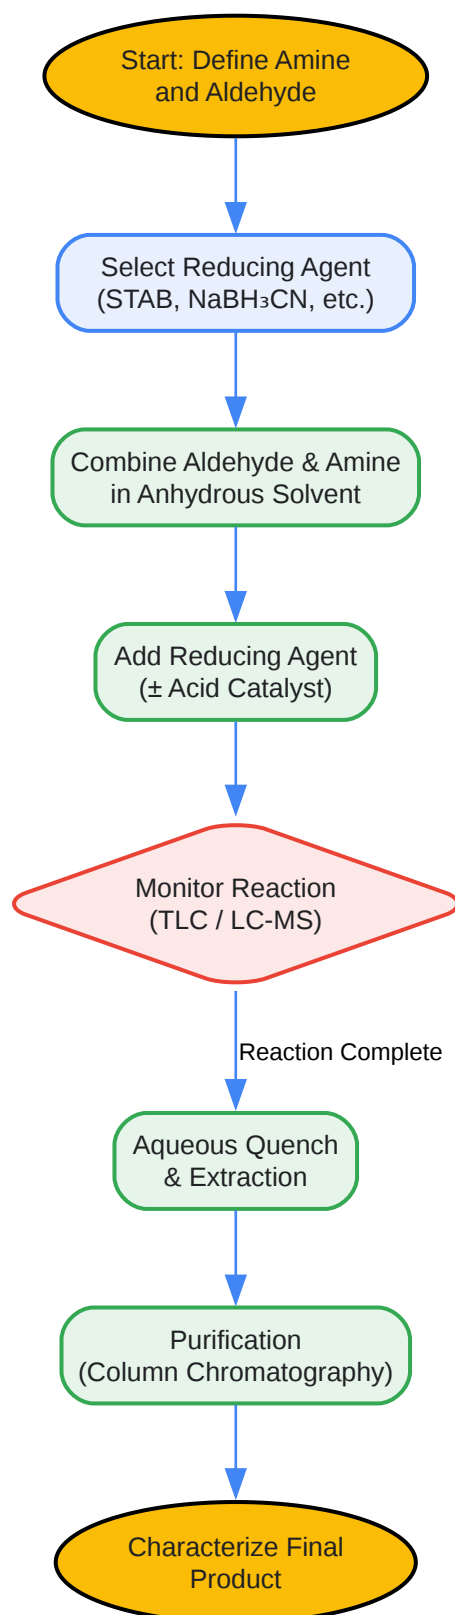 Start: Define Amine
and Aldehyde
Select Reducing Agent
(STAB, NaBH₃CN, etc.)
Combine Aldehyde & Amine
in Anhydrous Solvent
Add Reducing Agent
(± Acid Catalyst)
Monitor Reaction
(TLC / LC-MS)
Reaction Complete
Aqueous Quench
& Extraction
Purification
(Column Chromatography)
Characterize Final
Product